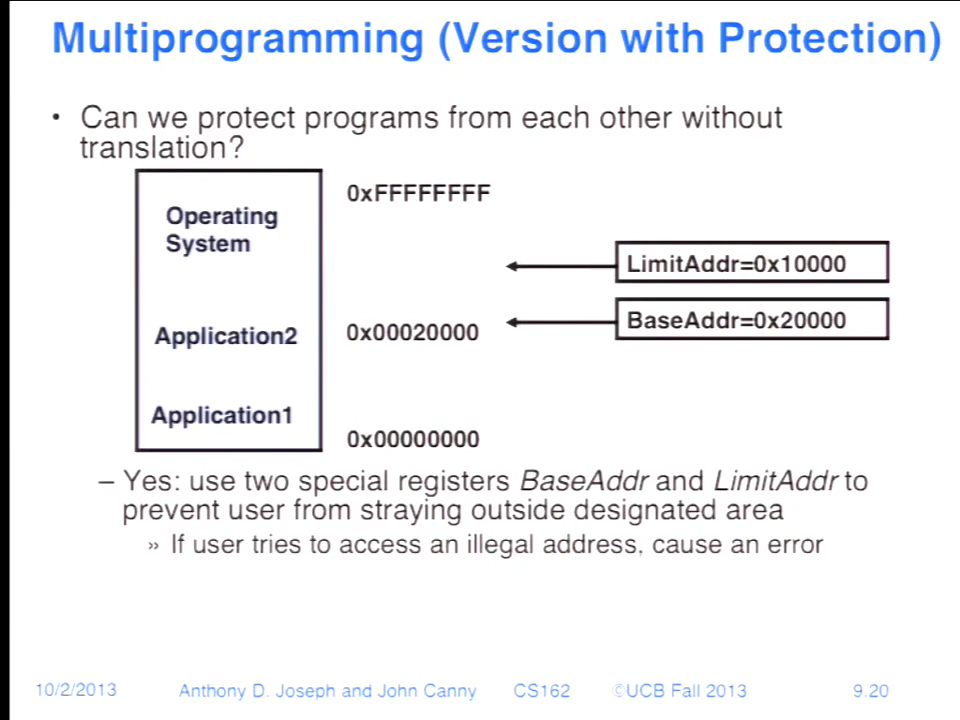 Multiprogramming (Version with Protection)
• Can we protect programs from each other without
translation?
0xFFFFFFFF
Operating
System
LimitAddr=0x10000
BaseAddr=0x20000
Application2
0x00020000
Application1
0x00000000
– Yes: use two special registers BaseAddr and LimitAddr to
prevent user from straying outside designated area
» If user tries to access an illegal address, cause an error
10/2/2013 Anthony D. Joseph and John Canny CS162 ©UCB Fall 2013 9.20